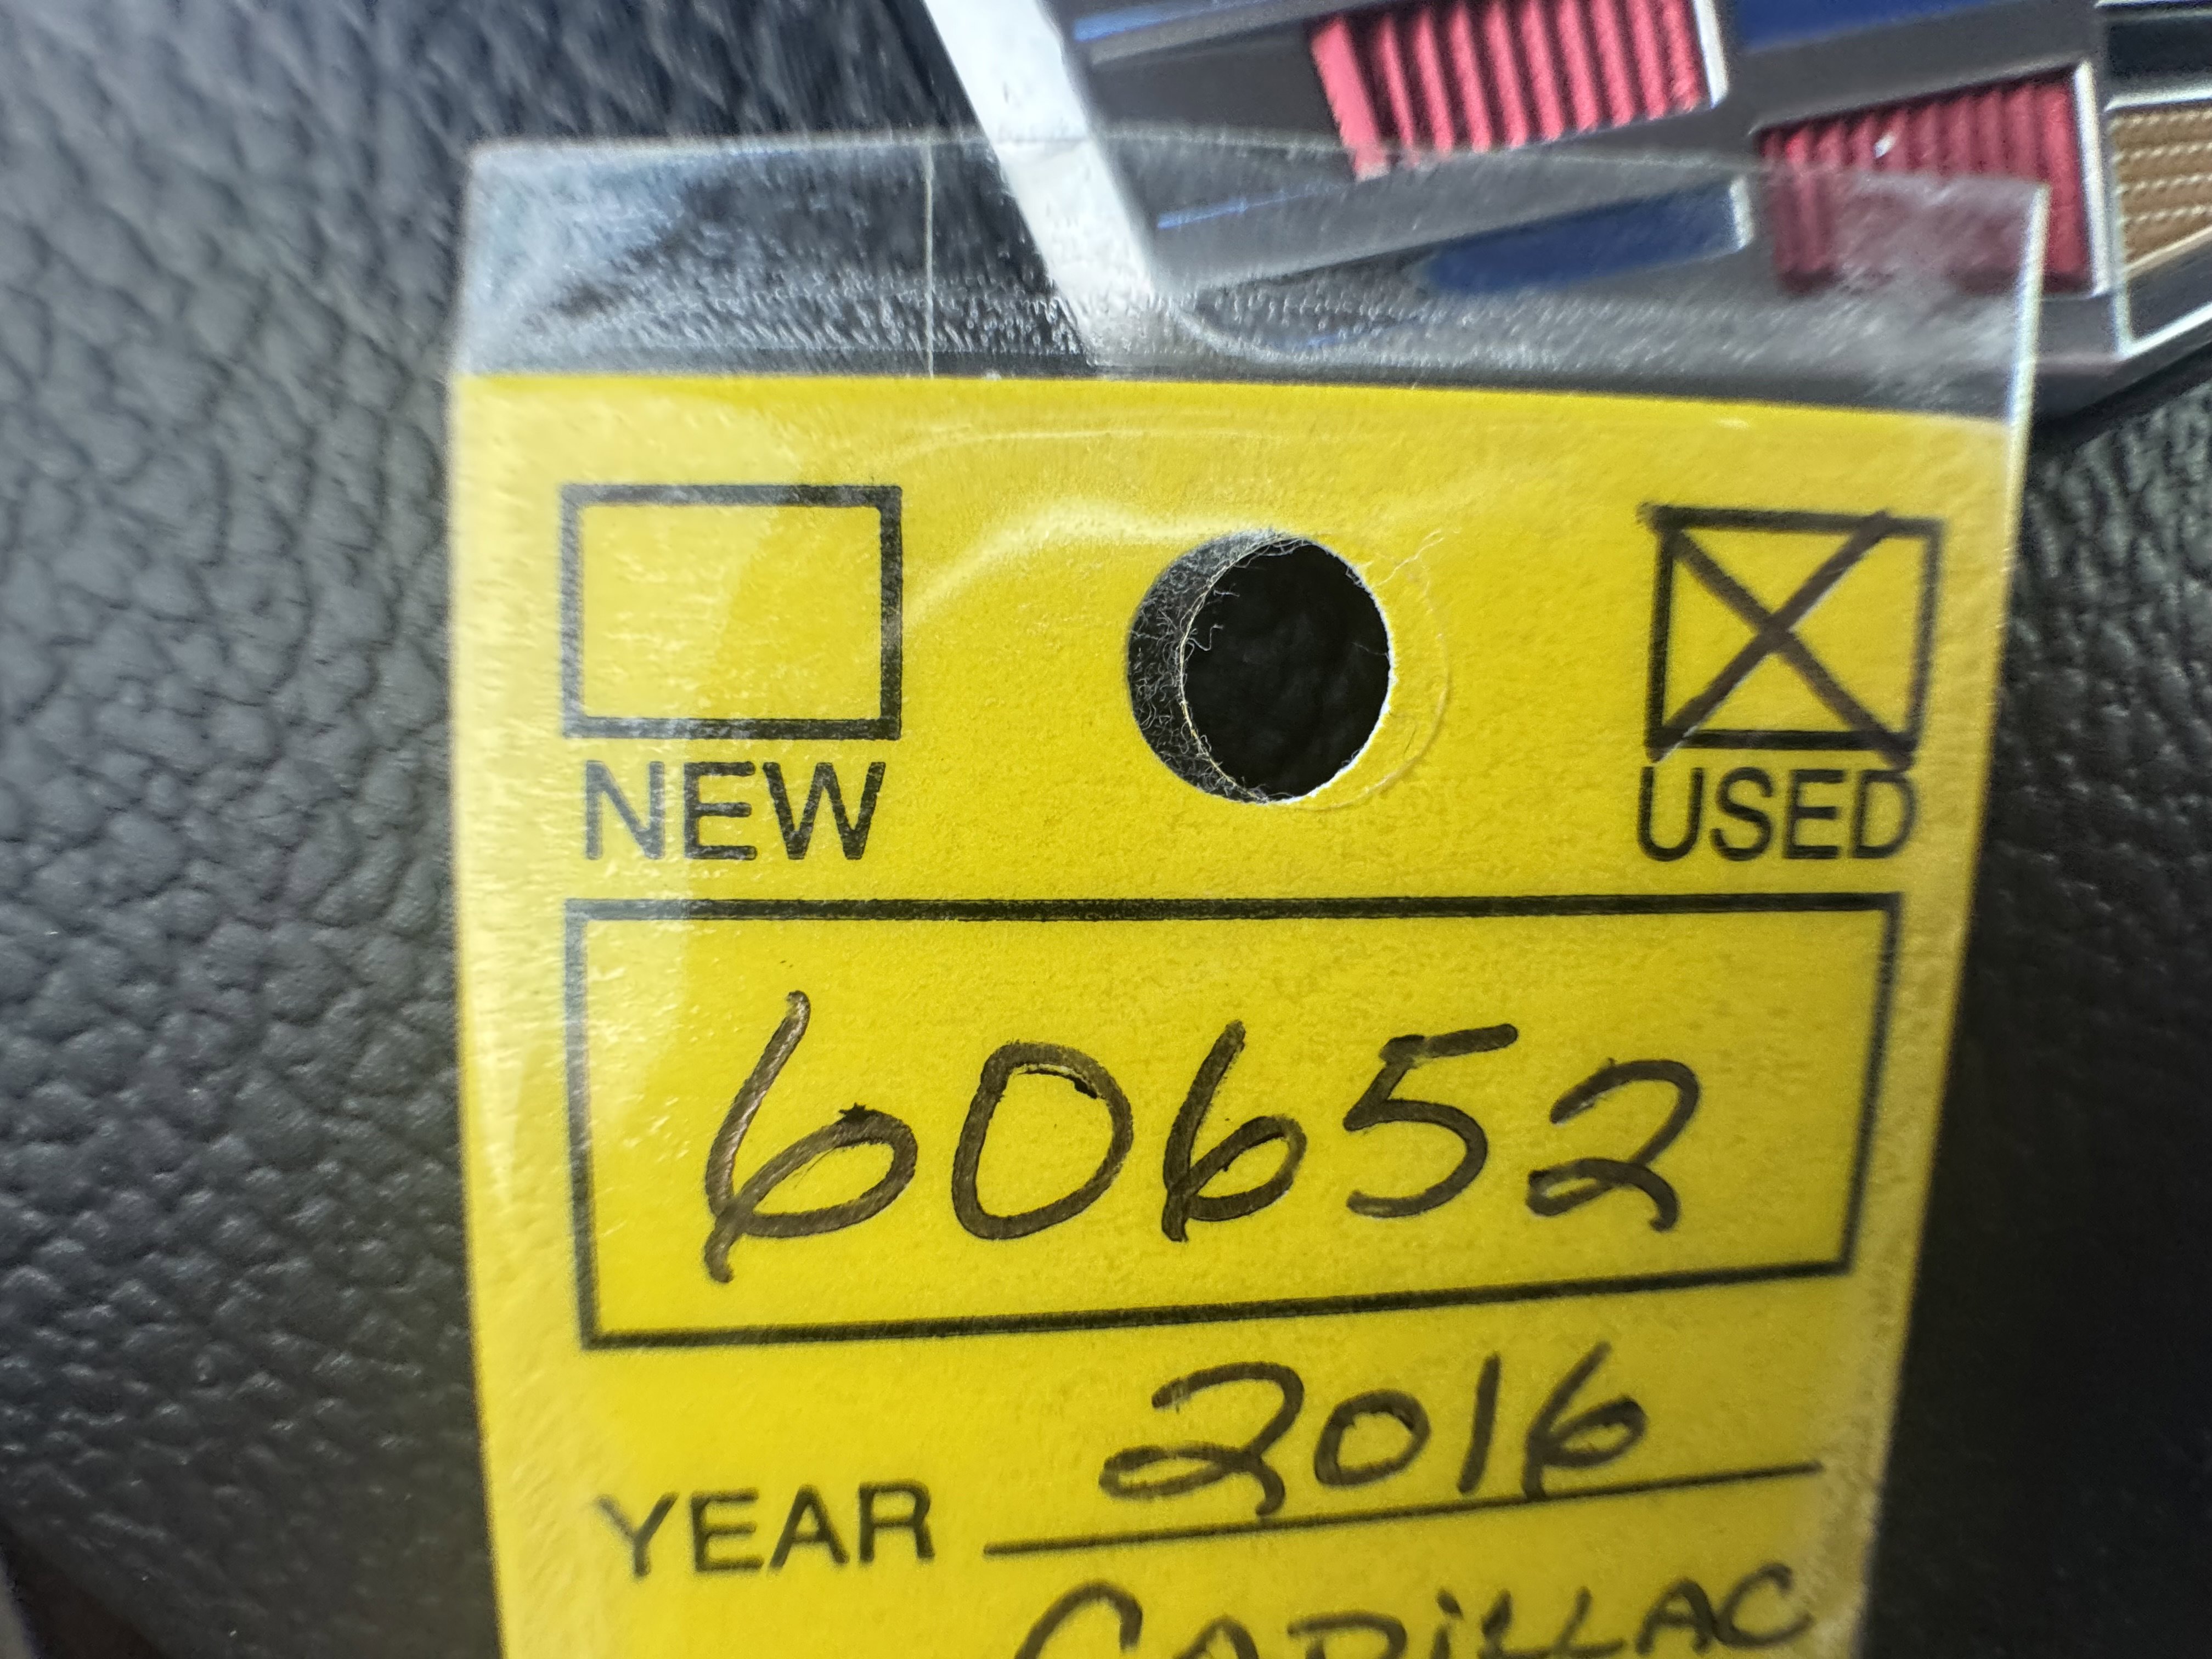 NEW USED
60652
YEAR 2016
CADiLLAC